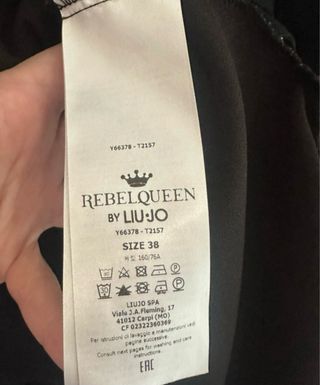 Y66378 - T2157
REBELQUEEN
BY LIU·JO
Y66378 - T2157
SIZE 38
160/76A
LIUJO SPA
Viale J.A.Fleming, 17
41012 Carpi (MO)
CF 02322360369
Per istruzioni di lavaggio e manutenzioni vedi
pagine successive.
Consult next pages for washing and care
instructions.
EAC